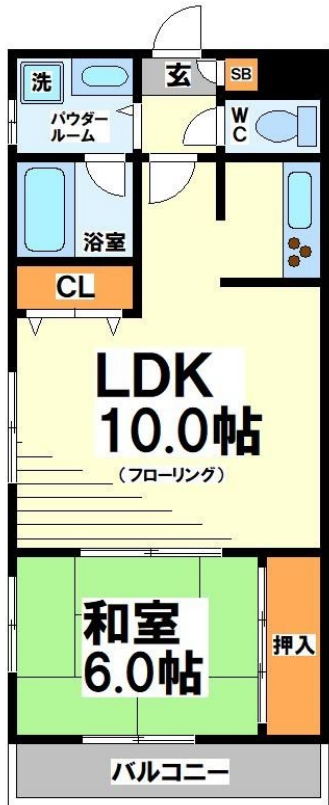 玄
SB
洗
パウダー
ルーム
W
C
浴室
CL
LDK
10.0帖
(フローリング)
和室
6.0帖
押入
バルコニー